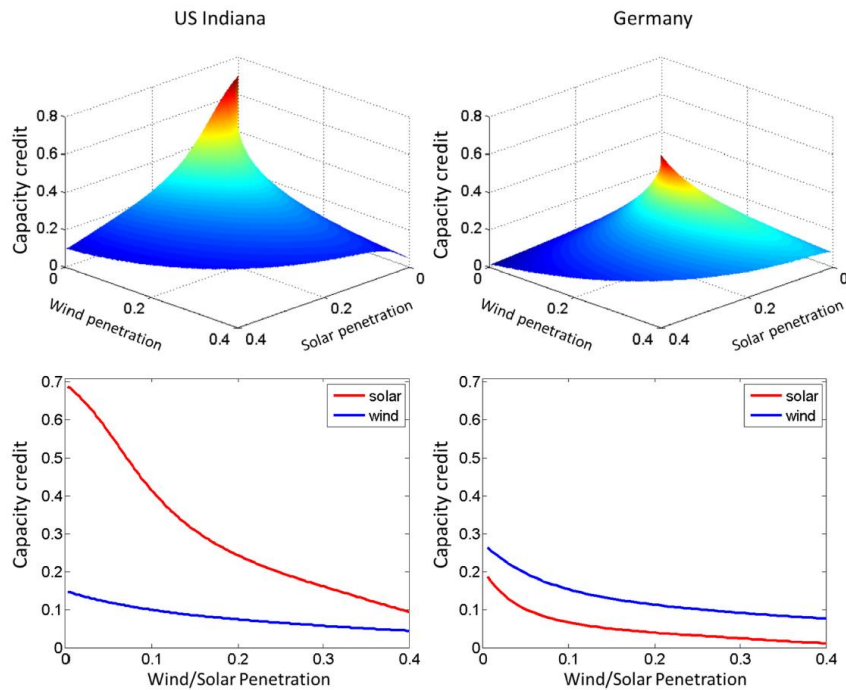 US Indiana
Germany
Capacity credit
0.8
0.6
0.4
0.2
0
0
0.2
0.4
Wind penetration
0.4
0.2
0
Solar penetration
Capacity credit
0.8
0.6
0.4
0.2
0
0
0.2
0.4
Wind penetration
0.4
0.2
0
Solar penetration
Capacity credit
0.7
0.6
0.5
0.4
0.3
0.2
0.1
0
solar
wind
0 0.1 0.2 0.3 0.4
Wind/Solar Penetration
Capacity credit
0.7
0.6
0.5
0.4
0.3
0.2
0.1
0
solar
wind
0 0.1 0.2 0.3 0.4
Wind/Solar Penetration